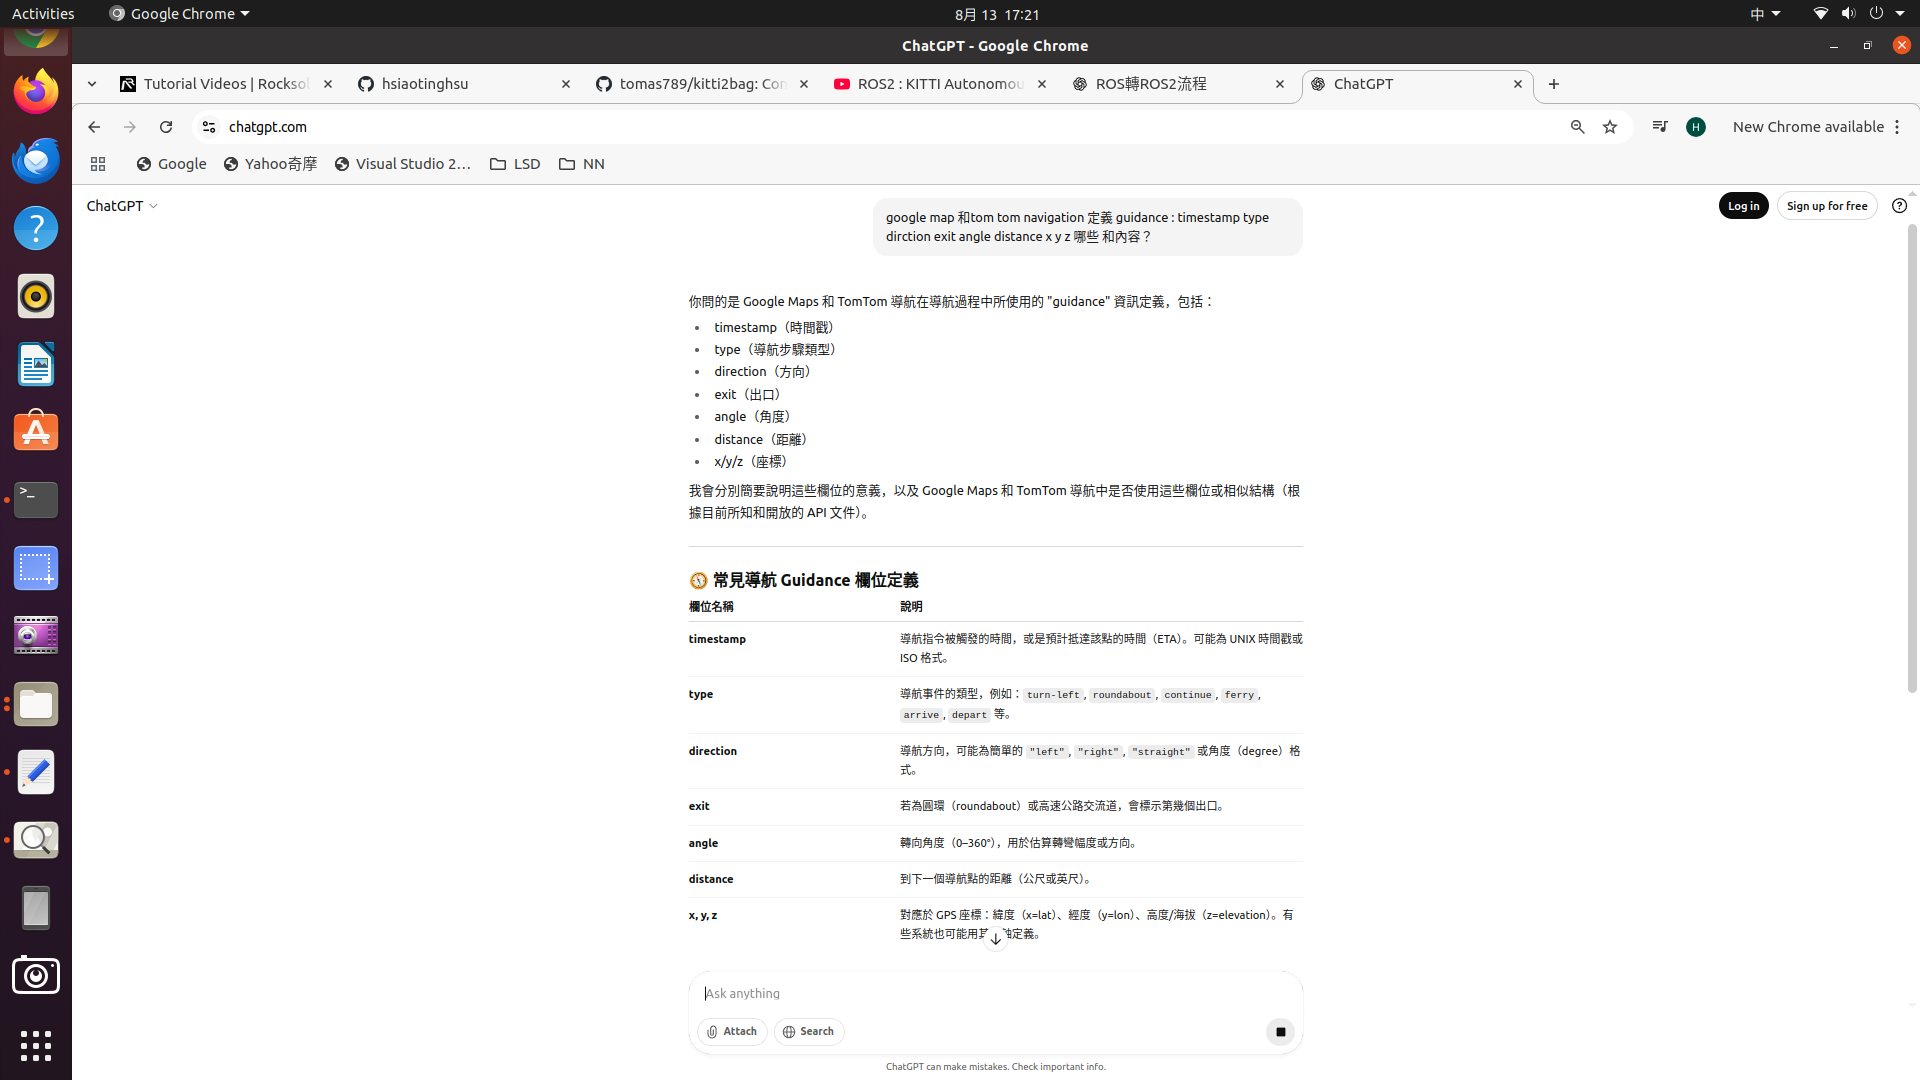 Activities
Google Chrome
8月 13 17:21
中
ChatGPT - Google Chrome
Tutorial Videos | Rocksol
hsiaotinghsu
tomas789/kitti2bag: Con
ROS2 : KITTI Autonomou
ROS轉ROS2流程
ChatGPT
chatgpt.com
H
New Chrome available
Google
Yahoo奇摩
Visual Studio 2…
LSD
NN
ChatGPT
Log in
Sign up for free
google map 和tom tom navigation 定義 guidance : timestamp type
dirction exit angle distance x y z 哪些 和內容？
你問的是 Google Maps 和 TomTom 導航在導航過程中所使用的 "guidance" 資訊定義，包括：
• timestamp（時間戳）
• type（導航步驟類型）
• direction（方向）
• exit（出口）
• angle（角度）
• distance（距離）
• x/y/z（座標）
我會分別簡要說明這些欄位的意義，以及 Google Maps 和 TomTom 導航中是否使用這些欄位或相似結構（根
據目前所知和開放的 API 文件）。
常見導航 Guidance 欄位定義
欄位名稱 說明
timestamp 導航指令被觸發的時間，或是預計抵達該點的時間（ETA）。可能為 UNIX 時間戳或
ISO 格式。
type 導航事件的類型，例如：turn-left, roundabout, continue, ferry,
arrive, depart 等。
direction 導航方向，可能為簡單的 "left", "right", "straight" 或角度（degree）格
式。
exit 若為圓環（roundabout）或高速公路交流道，會標示第幾個出口。
angle 轉向角度（0–360°），用於估算轉彎幅度或方向。
distance 到下一個導航點的距離（公尺或英尺）。
x, y, z 對應於 GPS 座標：緯度（x=lat）、經度（y=lon）、高度/海拔（z=elevation）。有
些系統也可能用其 軸定義。
Ask anything
Attach
Search
ChatGPT can make mistakes. Check important info.